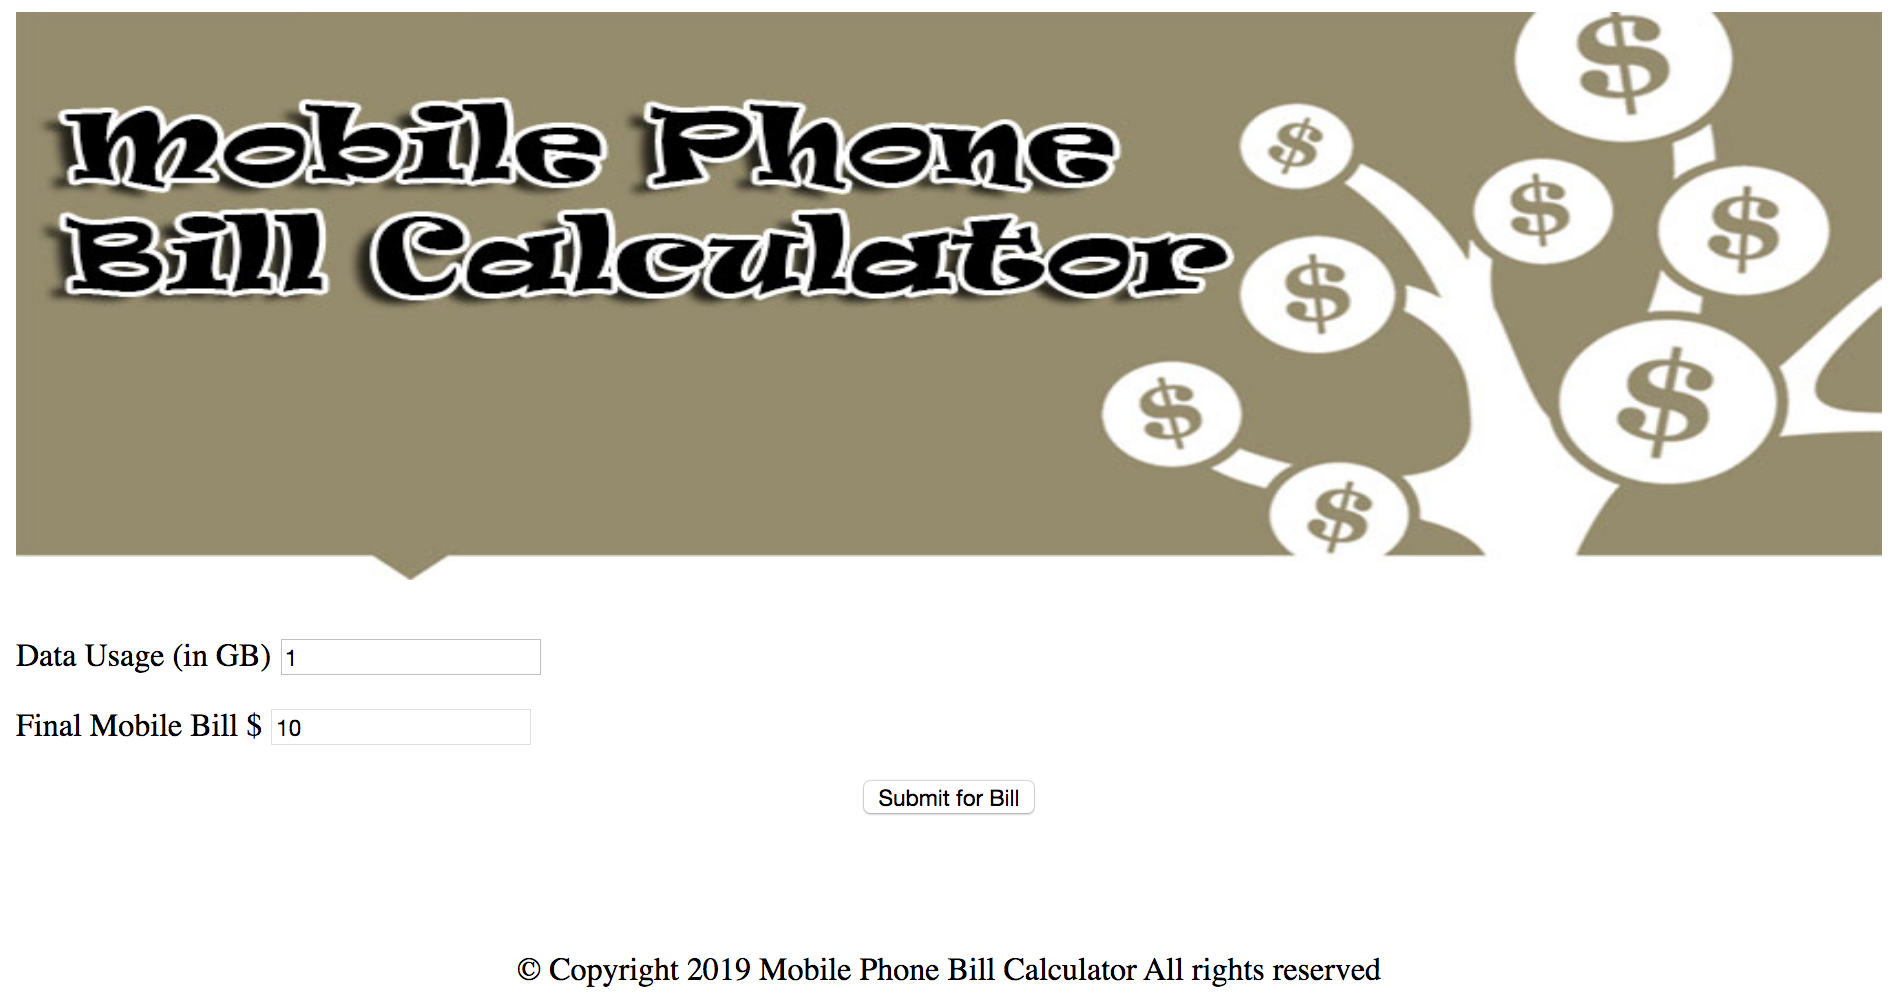 Mobile Phone
Bill Calculator
$
$
$
$
$
$
$
$
Data Usage (in GB) 1
Final Mobile Bill $ 10
Submit for Bill
© Copyright 2019 Mobile Phone Bill Calculator All rights reserved